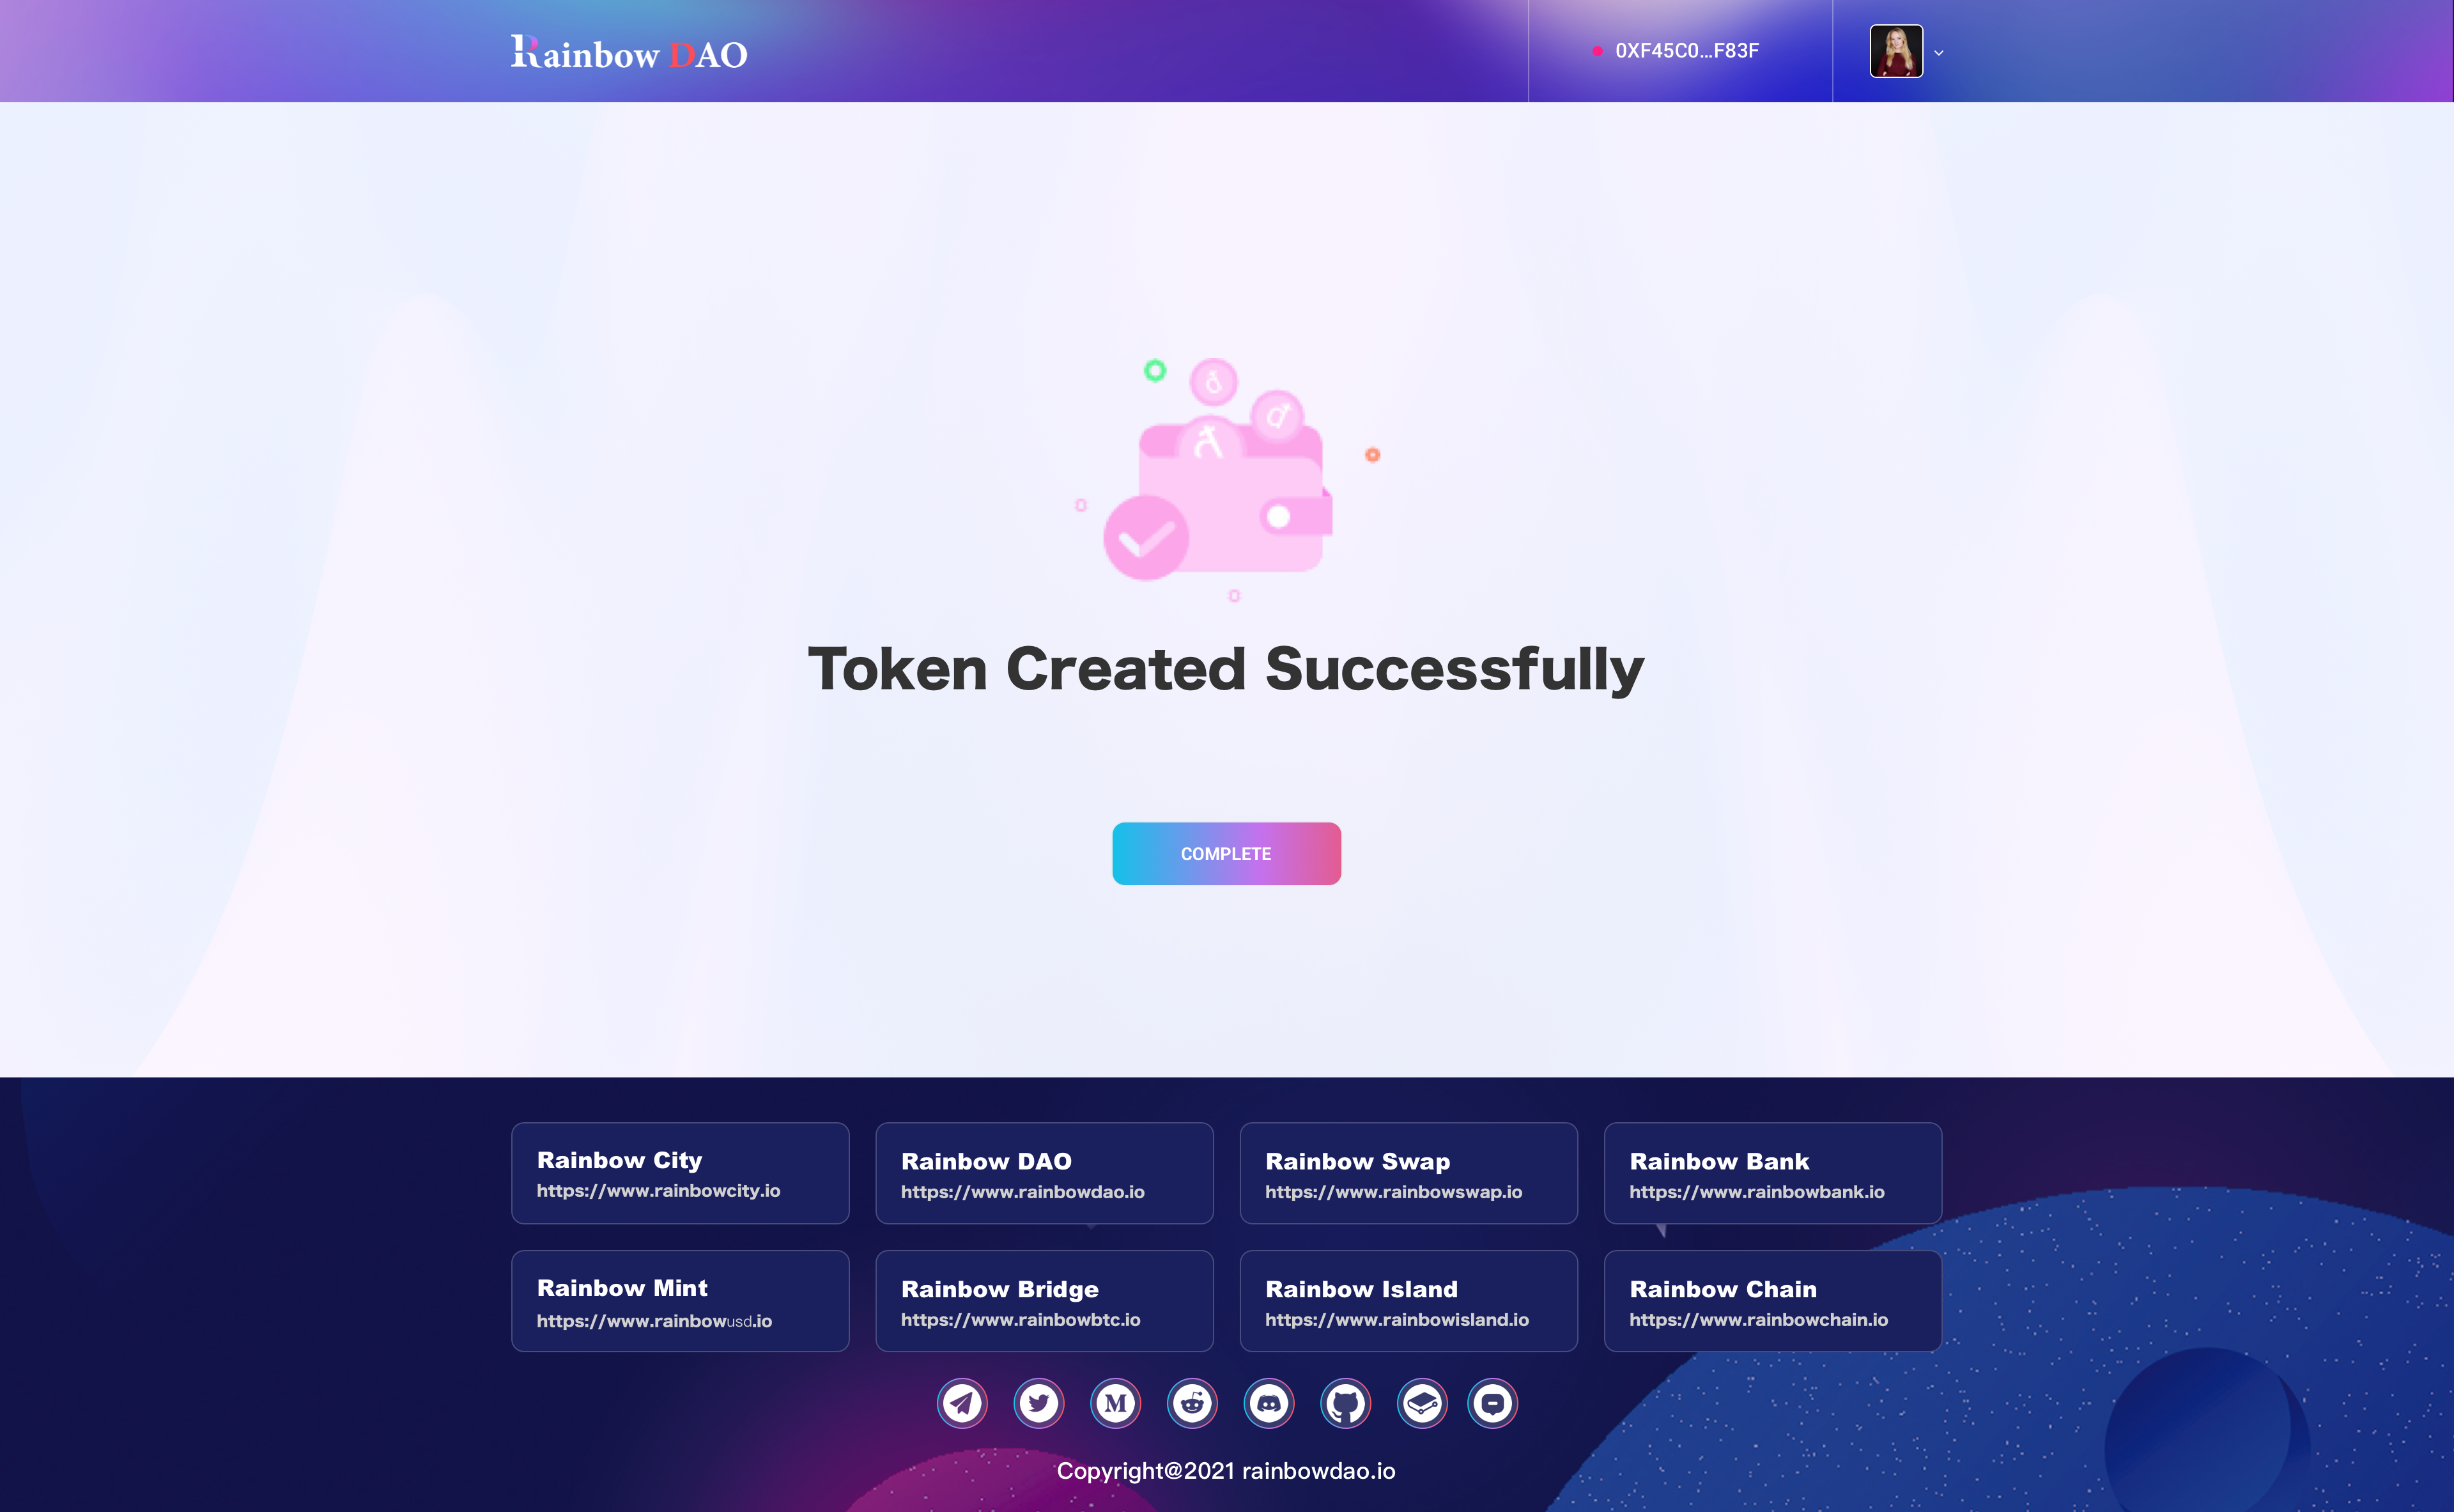 Rainbow DAO
0XF45C0...F83F
Token Created Successfully
COMPLETE
Rainbow City
https://www.rainbowcity.io
Rainbow DAO
https://www.rainbowdao.io
Rainbow Swap
https://www.rainbowswap.io
Rainbow Bank
https://www.rainbowbank.io
Rainbow Mint
https://www.rainbowusd.io
Rainbow Bridge
https://www.rainbowbtc.io
Rainbow Island
https://www.rainbowisland.io
Rainbow Chain
https://www.rainbowchain.io
Copyright@2021 rainbowdao.io